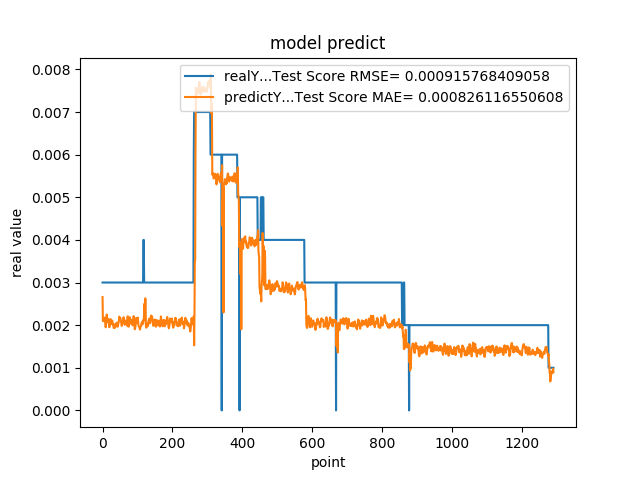 model predict
realY...Test Score RMSE= 0.000915768409058
predictY...Test Score MAE= 0.000826116550608
0.008
0.007
0.006
0.005
0.004
0.003
0.002
0.001
0.000
real value
0 200 400 600 800 1000 1200
point